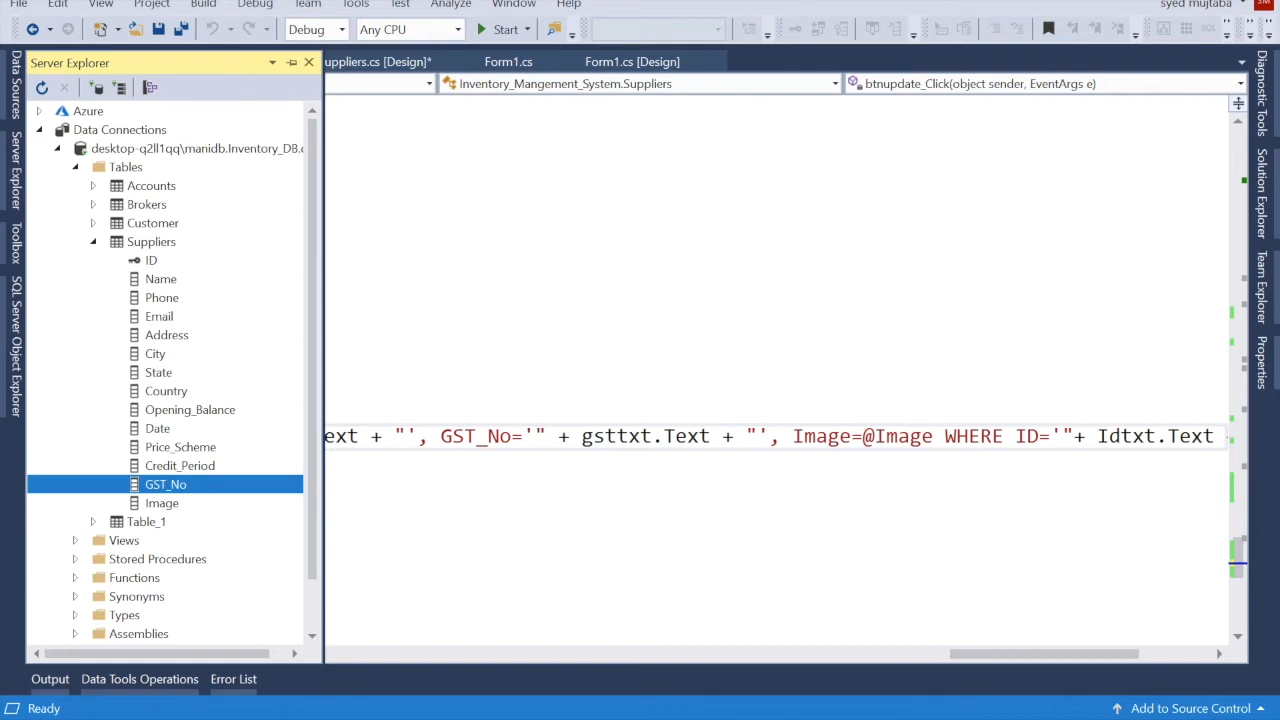 File Edit View Project Build Debug Team Tools Test Analyze Window Help
syed mujtaba SM
Debug Any CPU Start
Server Explorer
uppliers.cs [Design]* Form1.cs Form1.cs [Design]
Inventory_Mangement_System.Suppliers btnupdate_Click(object sender, EventArgs e)
Azure
Data Connections
desktop-q2ll1qq\manidb.Inventory_DB.
Tables
Accounts
Brokers
Customer
Suppliers
ID
Name
Phone
Email
Address
City
State
Country
Opening_Balance
Date
Price_Scheme
Credit_Period
GST_No
Image
Table_1
Views
Stored Procedures
Functions
Synonyms
Types
Assemblies
ext + "', GST_No='" + gsttxt.Text + "', Image=@Image WHERE ID='"+ Idtxt.Text
Data Sources
Server Explorer
Toolbox
SQL Server Object Explorer
Diagnostic Tools
Solution Explorer
Team Explorer
Properties
Output Data Tools Operations Error List
Ready
Add to Source Control